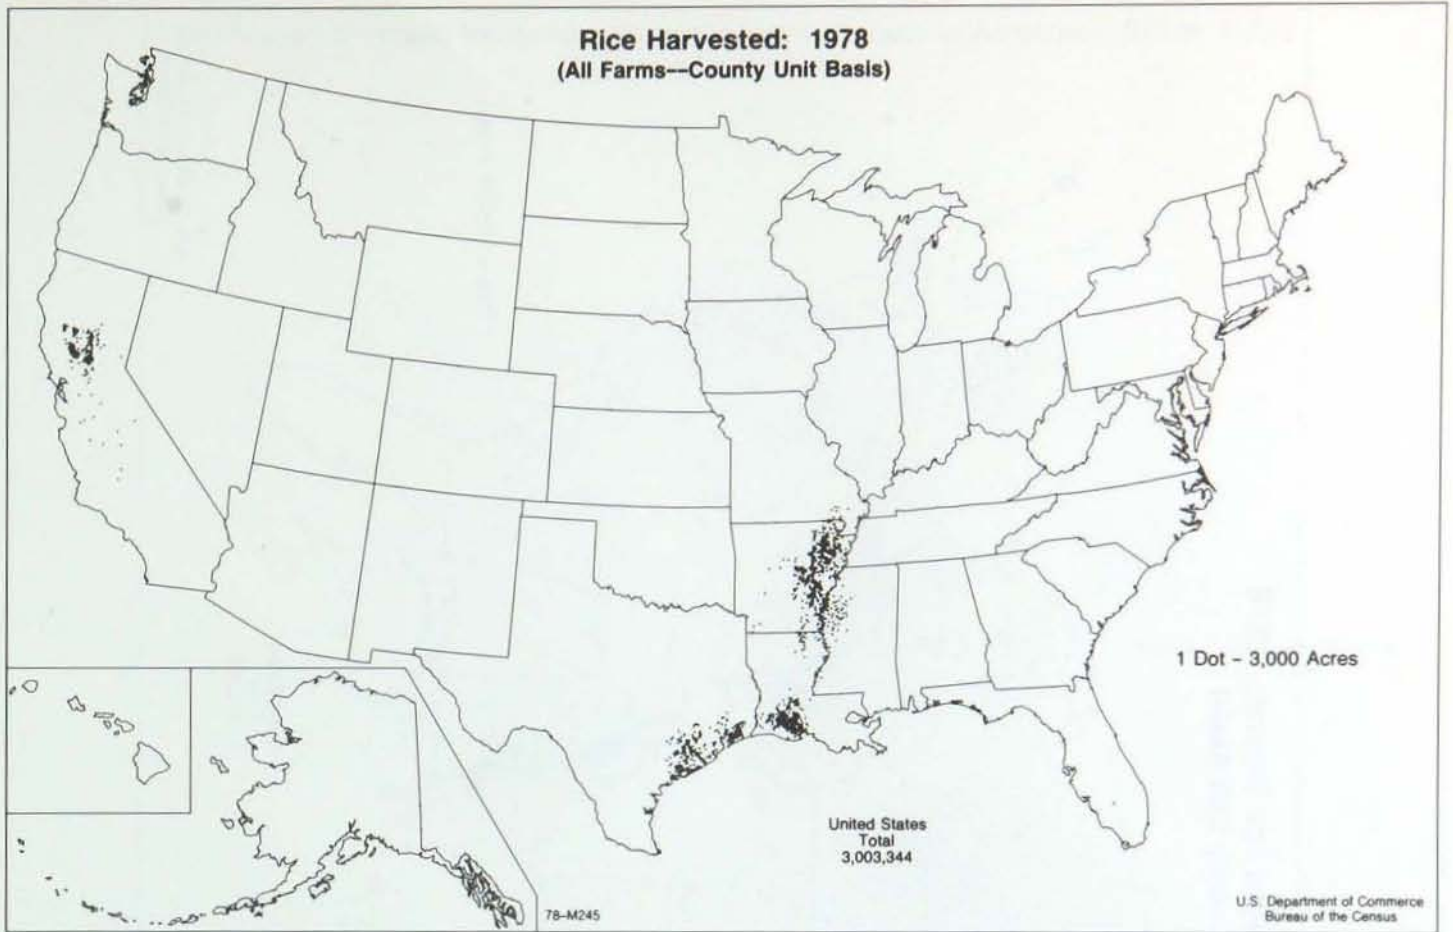 Rice Harvested: 1978
(All Farms--County Unit Basis)
1 Dot - 3,000 Acres
United States
Total
3,003,344
78-M245
U.S. Department of Commerce
Bureau of the Census